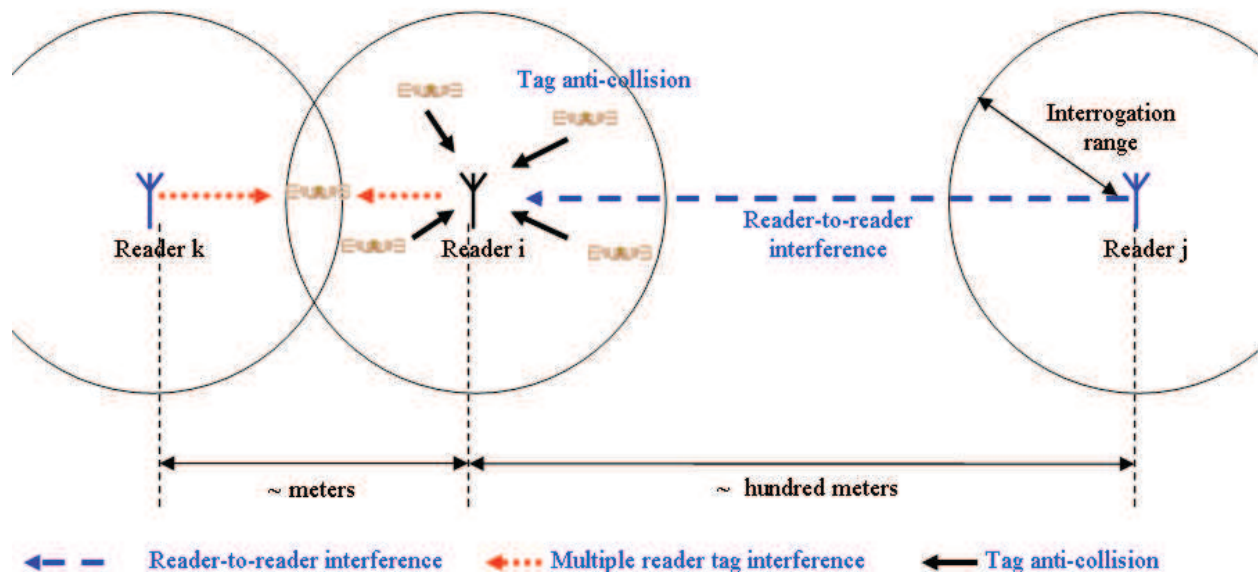 Tag anti-collision
Interrogation
range
Reader-to-reader
interference
Reader k
Reader i
Reader j
~ meters
~ hundred meters
Reader-to-reader interference
Multiple reader tag interference
Tag anti-collision